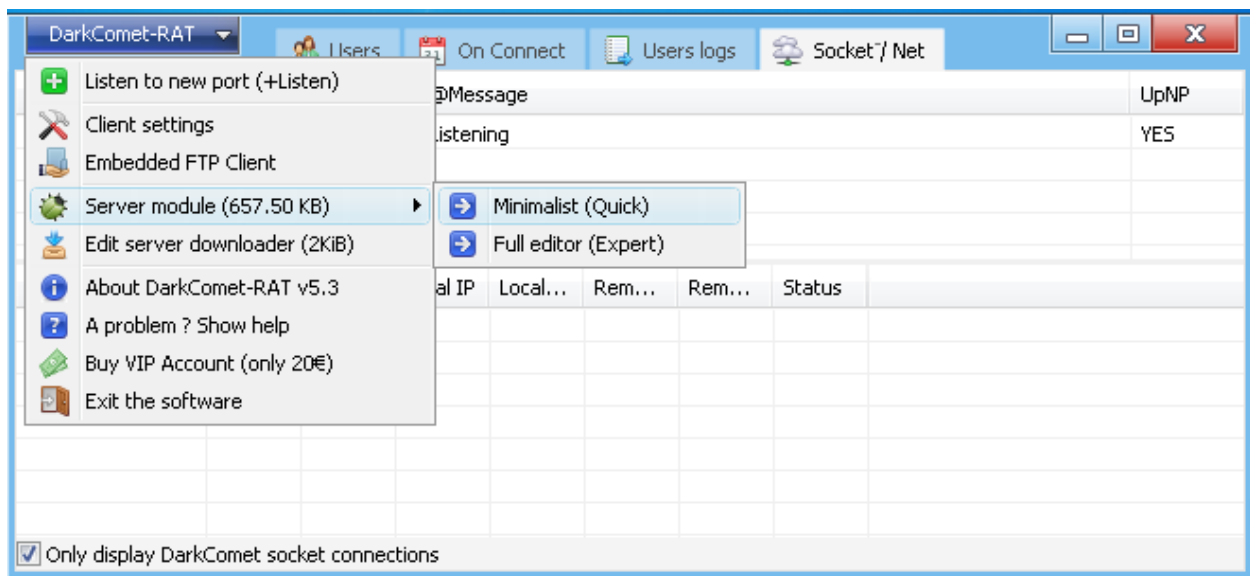 DarkComet-RAT
Users
On Connect
Users logs
Socket / Net
Listen to new port (+Listen)
@Message
UpNP
Client settings
Listening
YES
Embedded FTP Client
Server module (657.50 KB)
Minimalist (Quick)
Edit server downloader (2KiB)
Full editor (Expert)
About DarkComet-RAT v5.3
al IP
Local...
Rem...
Rem...
Status
A problem ? Show help
Buy VIP Account (only 20€)
Exit the software
Only display DarkComet socket connections